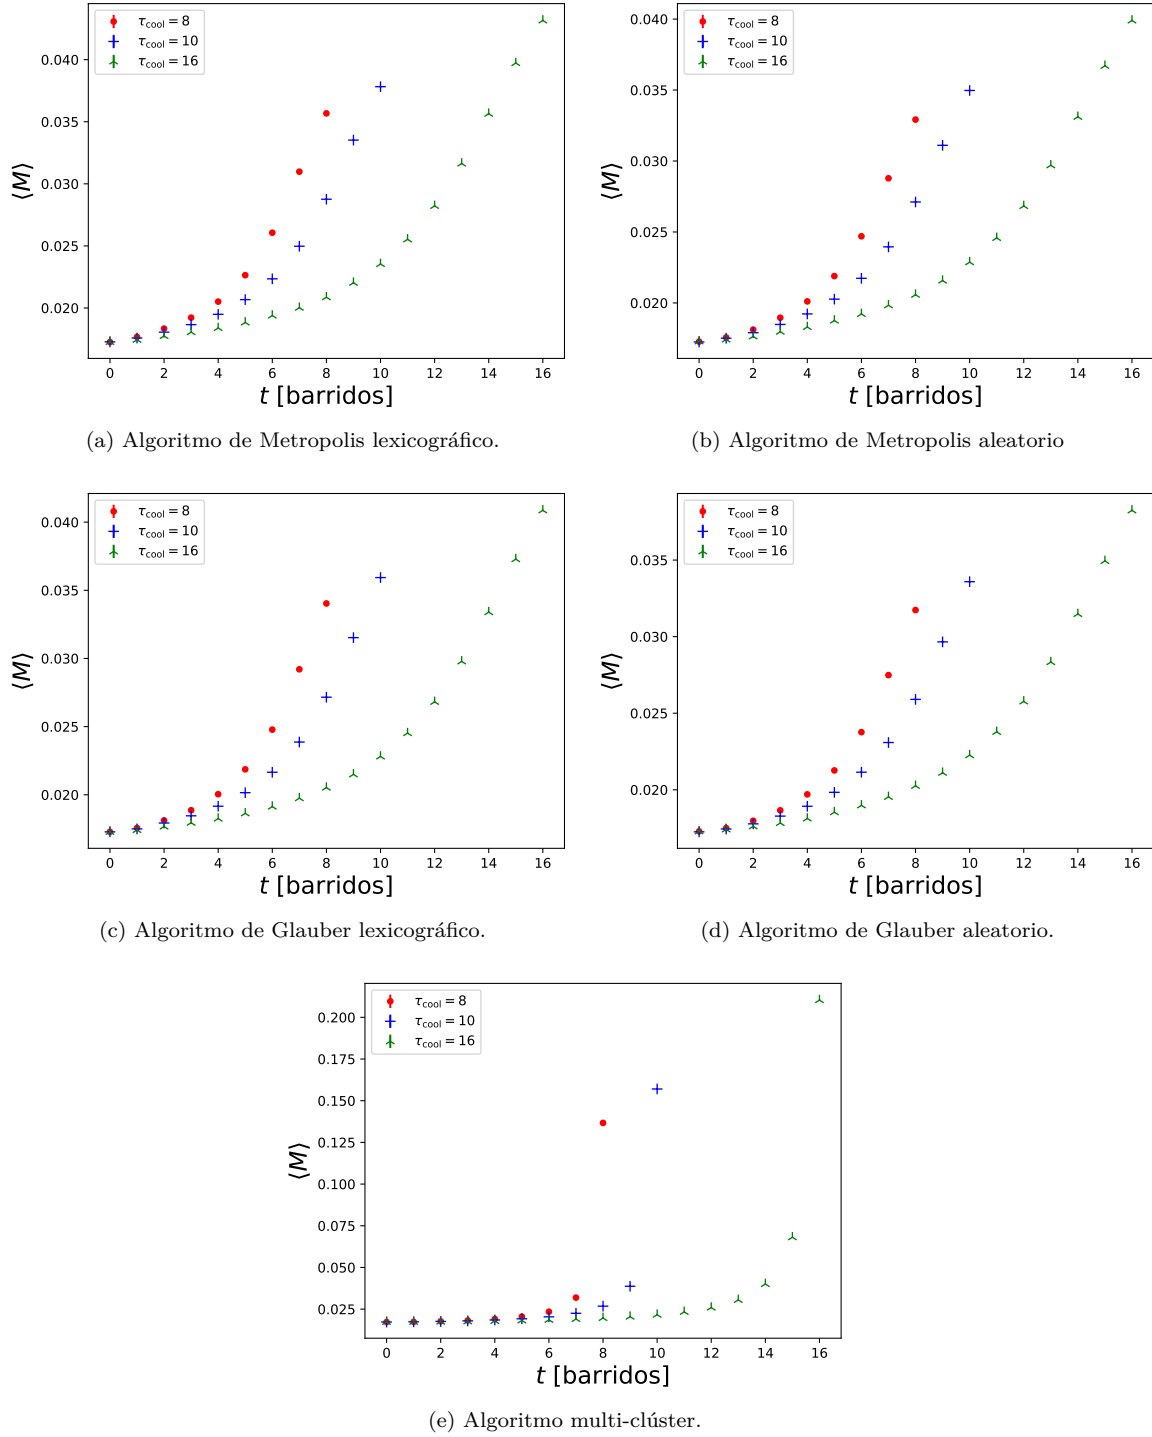 τcool = 8
τcool = 10
τcool = 16
0.040
0.035
0.030
0.025
0.020
⟨M⟩
0 2 4 6 8 10 12 14 16
t [barridos]
(a) Algoritmo de Metropolis lexicográfico.
τcool = 8
τcool = 10
τcool = 16
0.040
0.035
0.030
0.025
0.020
⟨M⟩
0 2 4 6 8 10 12 14 16
t [barridos]
(b) Algoritmo de Metropolis aleatorio
τcool = 8
τcool = 10
τcool = 16
0.040
0.035
0.030
0.025
0.020
⟨M⟩
0 2 4 6 8 10 12 14 16
t [barridos]
(c) Algoritmo de Glauber lexicográfico.
τcool = 8
τcool = 10
τcool = 16
0.035
0.030
0.025
0.020
⟨M⟩
0 2 4 6 8 10 12 14 16
t [barridos]
(d) Algoritmo de Glauber aleatorio.
τcool = 8
τcool = 10
τcool = 16
0.200
0.175
0.150
0.125
0.100
0.075
0.050
0.025
⟨M⟩
0 2 4 6 8 10 12 14 16
t [barridos]
(e) Algoritmo multi-clúster.